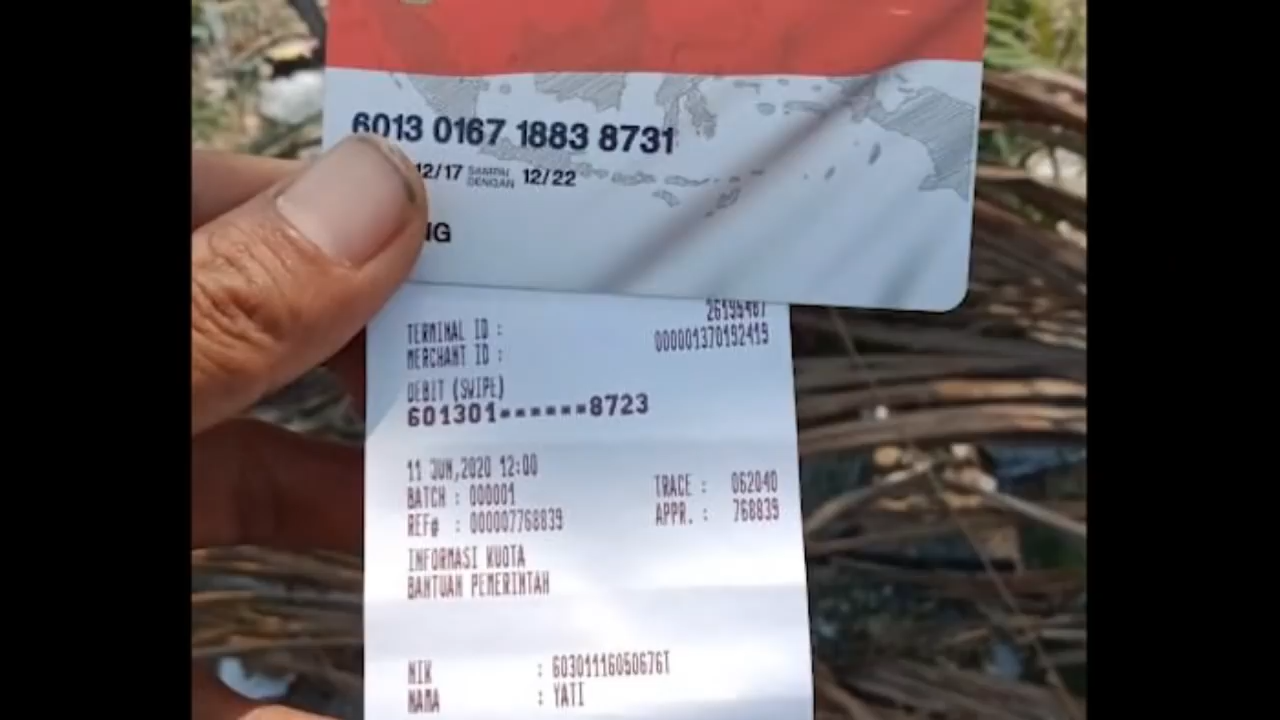 6013 0167 1883 8731
12/17 SAMPAI DENGAN 12/22
NG
26195487
TERMINAL ID :
000001370192419
MERCHANT ID :
DEBIT (SWIPE)
601301******8723
11 JUN,2020 12:00
BATCH : 000001 TRACE : 062040
REF# : 000007768839 APPR. : 768839
INFORMASI KUOTA
BANTUAN PEMERINTAH
NIK : 603011160506761
NAMA : YATI